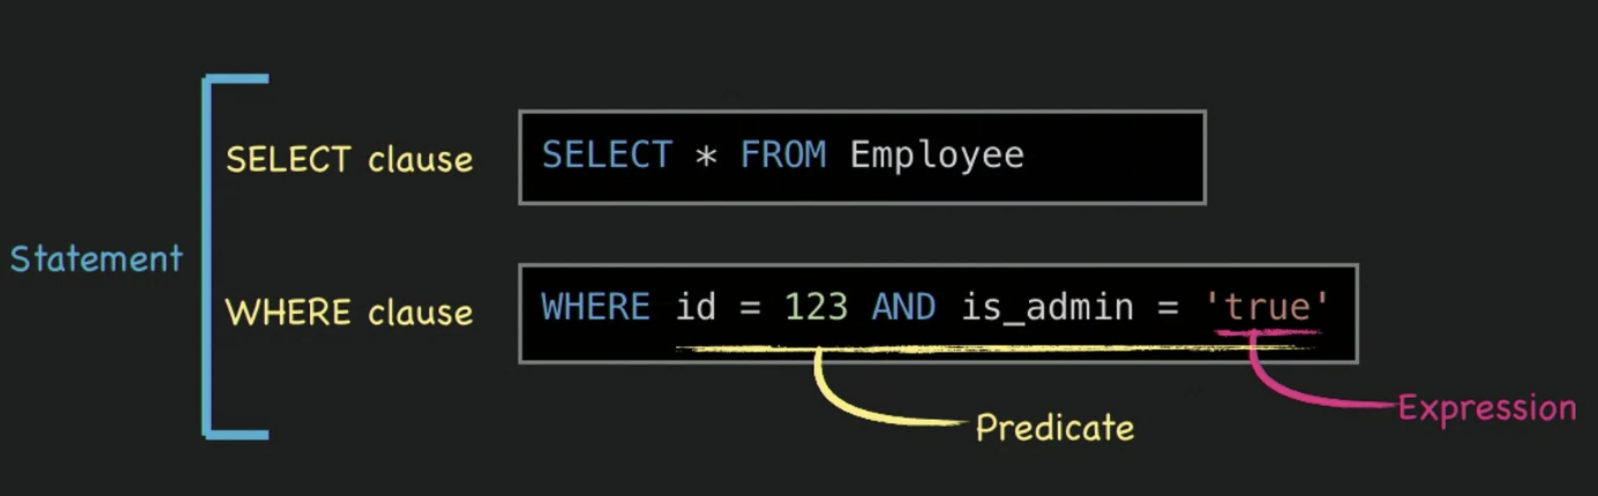 SELECT clause
SELECT * FROM Employee
Statement
WHERE clause
WHERE id = 123 AND is_admin = 'true'
Expression
Predicate